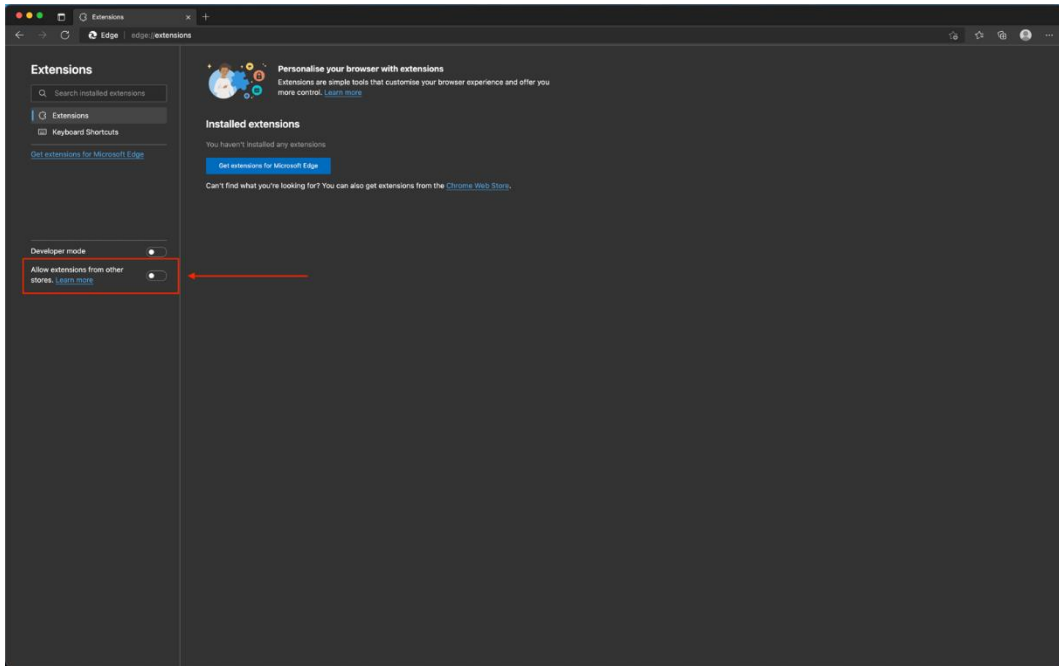 Extensions
Edge | edge://extensions
Extensions
Search installed extensions
Extensions
Keyboard Shortcuts
Get extensions for Microsoft Edge
Developer mode
Allow extensions from other
stores. Learn more
Personalise your browser with extensions
Extensions are simple tools that customise your browser experience and offer you
more control. Learn more
Installed extensions
You haven't installed any extensions
Get extensions for Microsoft Edge
Can't find what you're looking for? You can also get extensions from the Chrome Web Store.